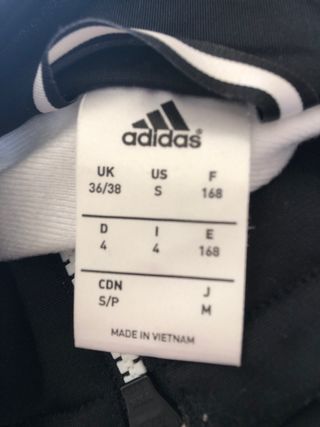 adidas®
UK US F
36/38 S 168
D I E
4 4 168
CDN J
S/P M
MADE IN VIETNAM